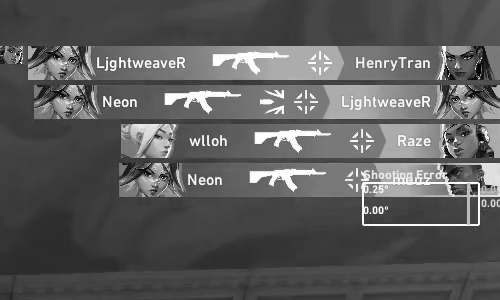 LjghtweaveR HenryTran
Neon LjghtweaveR
wlloh Raze
Neon
Shooting Error
0.25°
0.00°